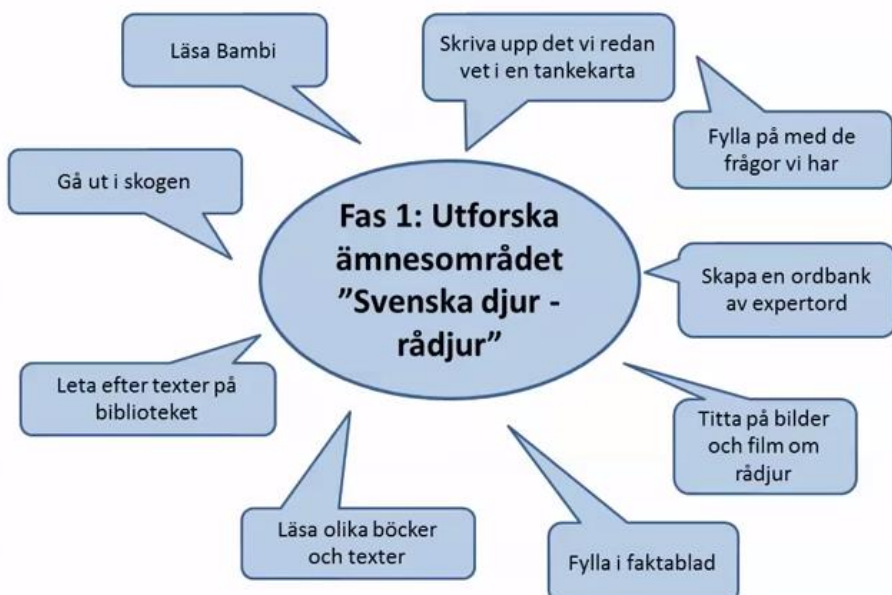 Läsa Bambi
Skriva upp det vi redan
vet i en tankekarta
Fylla på med de
frågor vi har
Gå ut i skogen
Fas 1: Utforska
ämnesområdet
”Svenska djur -
rådjur”
Skapa en ordbank
av expertord
Leta efter texter på
biblioteket
Titta på bilder
och film om
rådjur
Läsa olika böcker
och texter
Fylla i faktablad